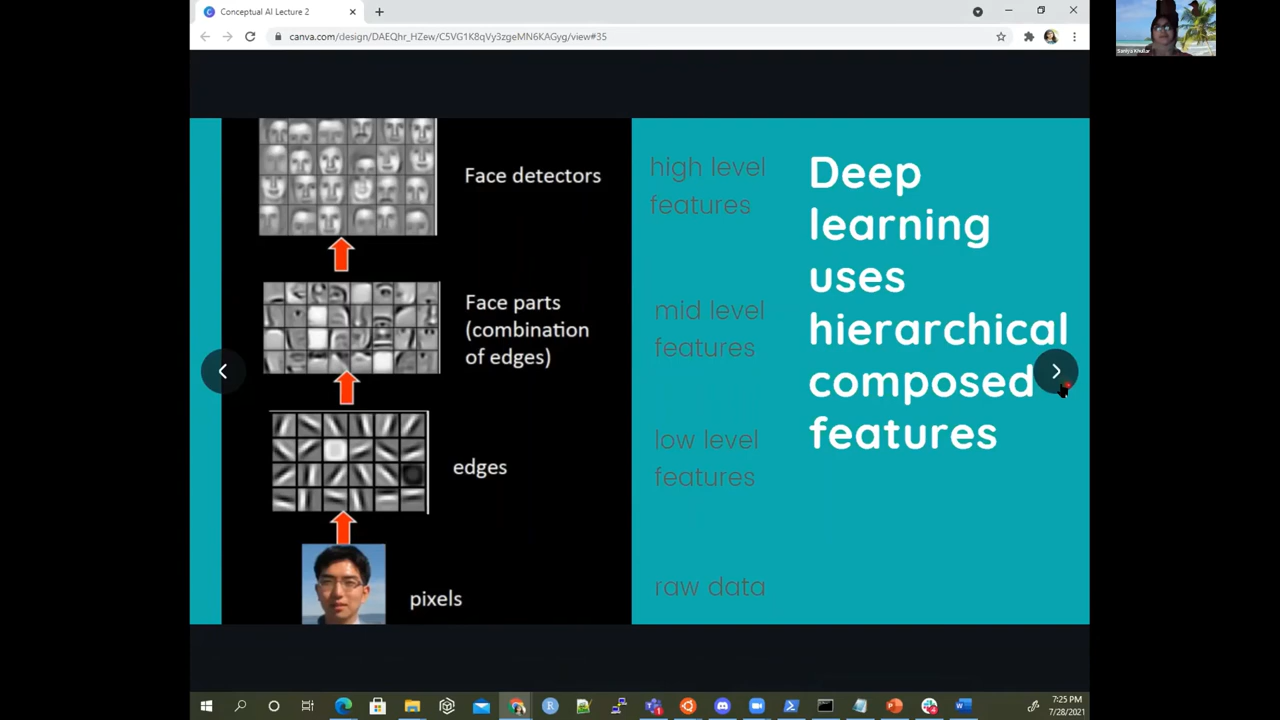 Conceptual AI Lecture 2
canva.com/design/DAEQhr_HZew/C5VG1K8qVy3zgeMN6KAGyg/view#35
Saniya Khullar
Face detectors
Face parts
(combination
of edges)
edges
pixels
high level
features
mid level
features
low level
features
raw data
Deep
learning
uses
hierarchical
composed
features
7:25 PM
7/28/2021